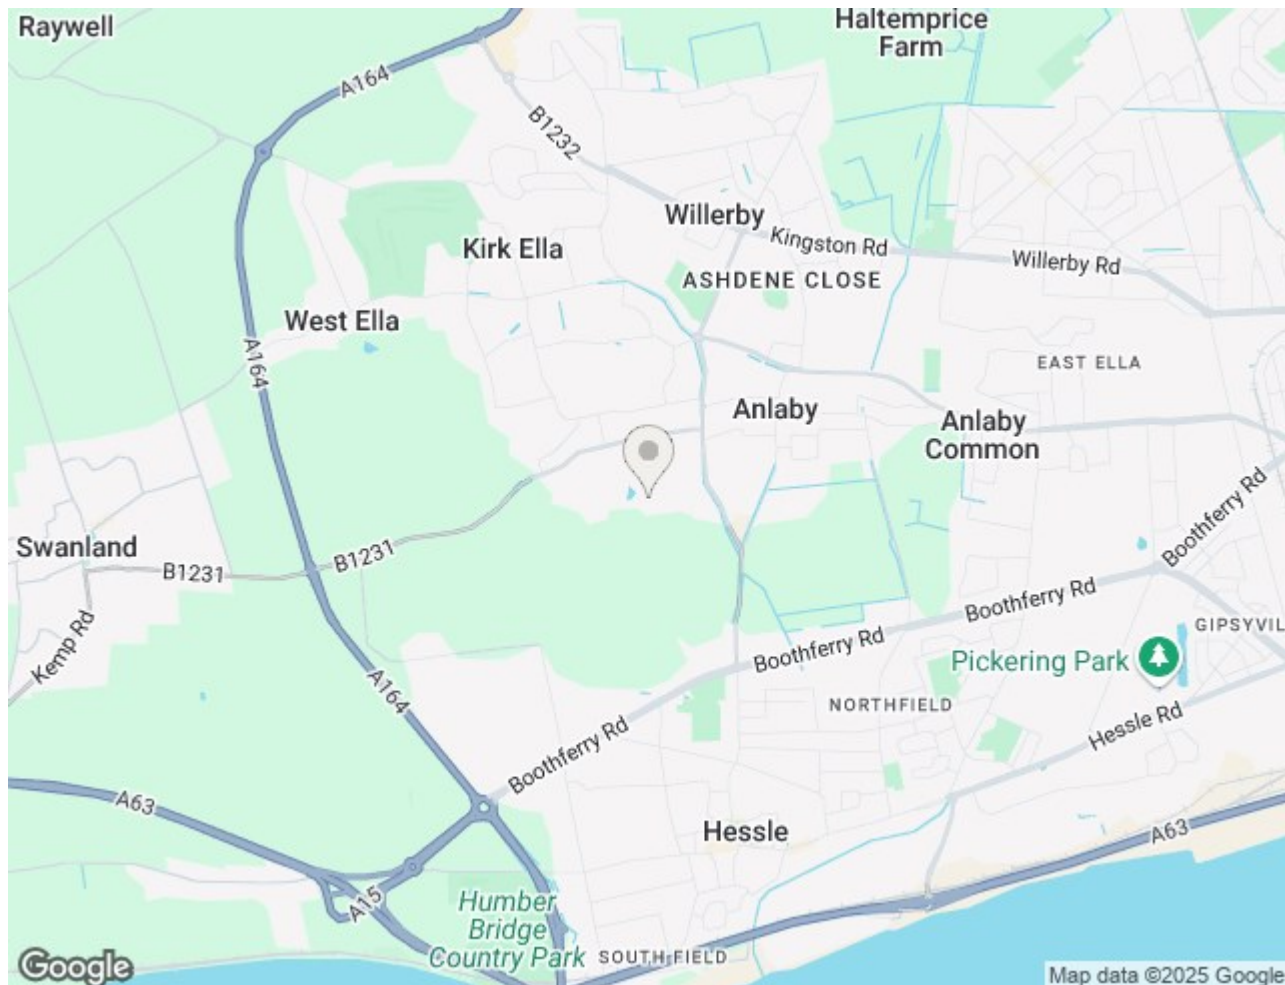 Raywell
Haltemprice
Farm
A164
B1232
Willerby
Kingston Rd
Willerby Rd
Kirk Ella
ASHDENE CLOSE
West Ella
A164
EAST ELLA
Anlaby
Anlaby
Common
Boothferry Rd
Swanland
B1231
B1231
Kemp Rd
Boothferry Rd
GIPSYVIL
Boothferry Rd
Pickering Park
A164
NORTHFIELD
Hessle Rd
Boothferry Rd
A63
Hessle
A63
A15
Humber
Bridge
Country Park
SOUTH FIELD
Google
Map data ©2025 Google